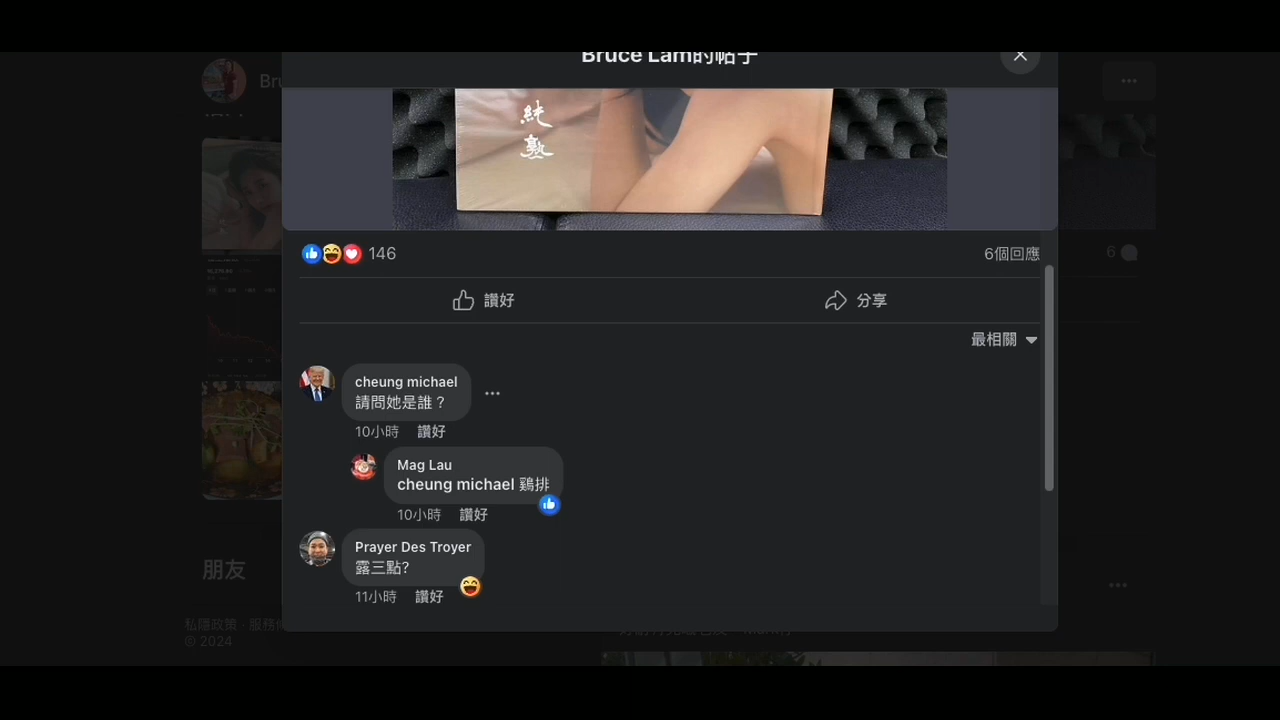 Bruce Lam的帖子
純
熟
146
6個回應
6
讚好
分享
最相關
cheung michael
請問她是誰？
10小時 讚好
Mag Lau
cheung michael 鷄排
10小時 讚好
Prayer Des Troyer
露三點?
11小時 讚好
朋友
私隱政策 · 服務
© 2024